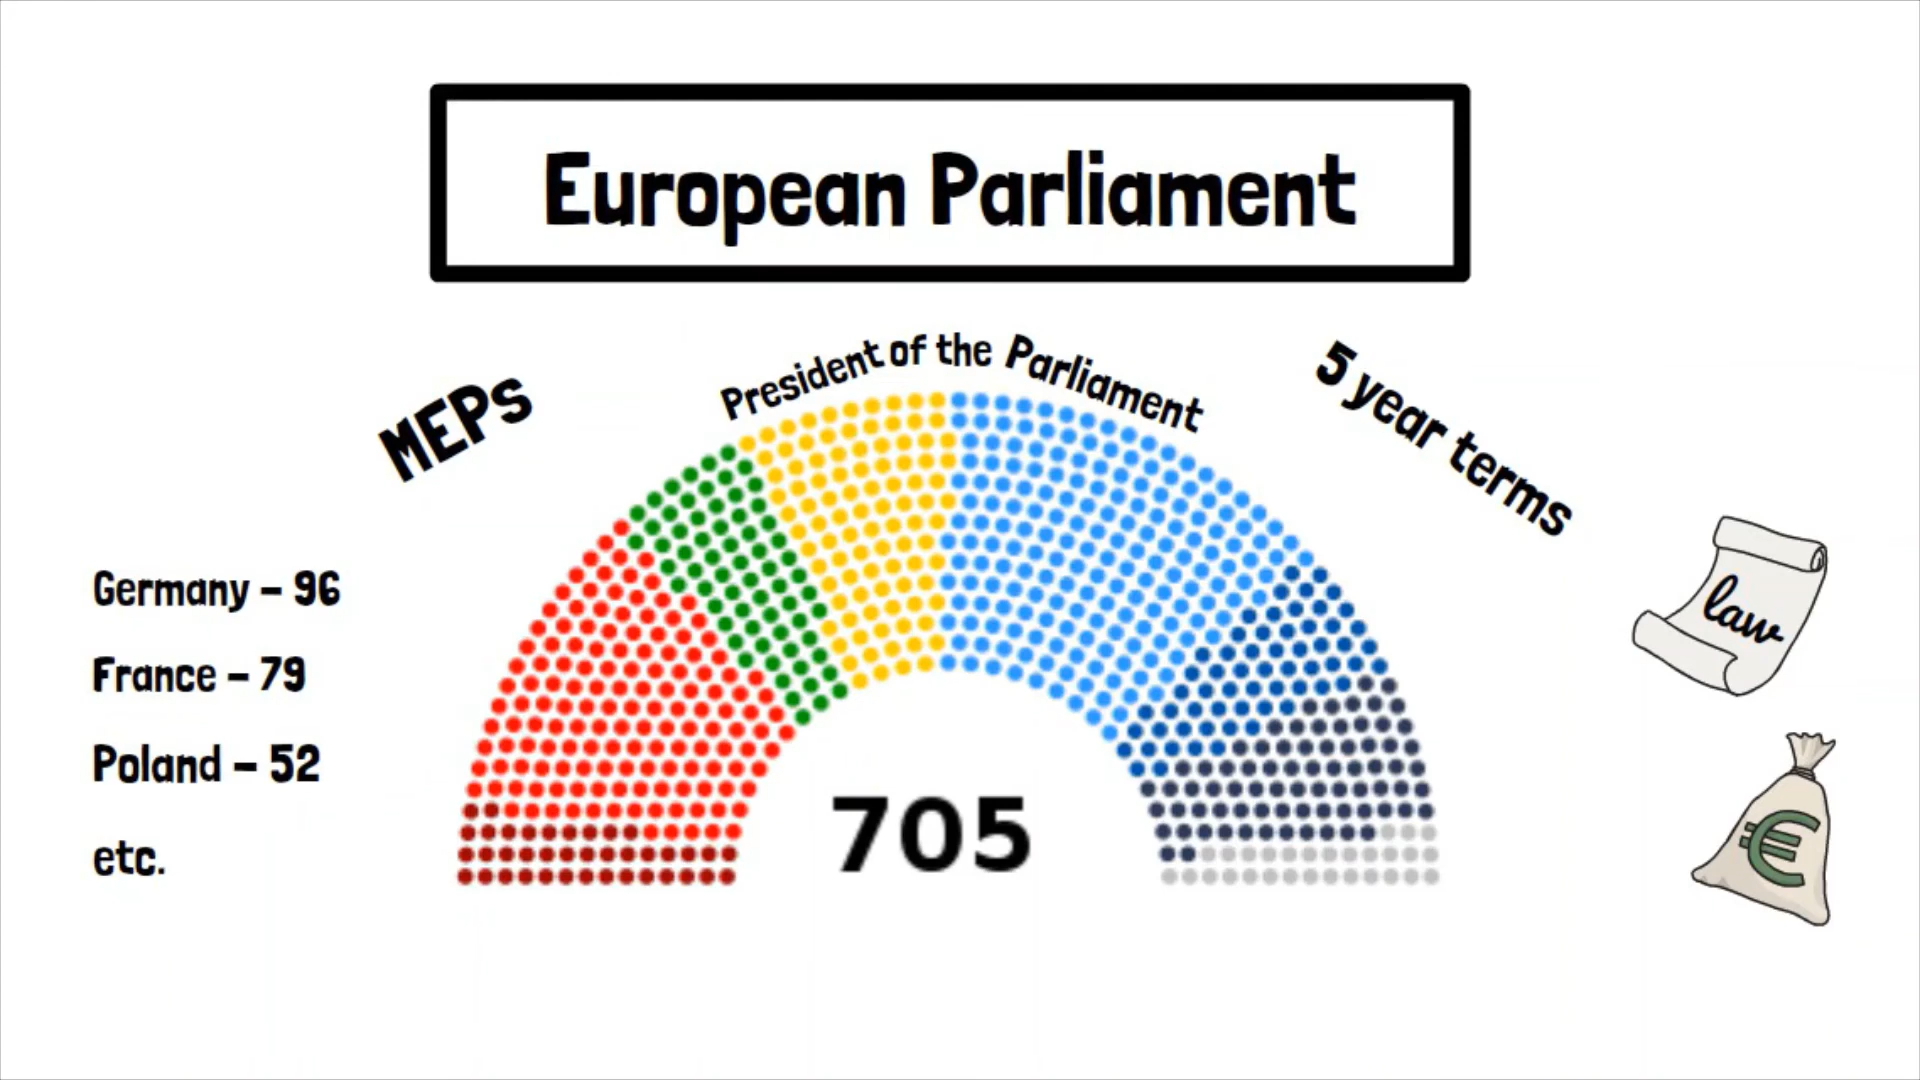 European Parliament
MEPs
President of the Parliament
5 year terms
Germany – 96
France – 79
Poland – 52
etc.
705
law
€